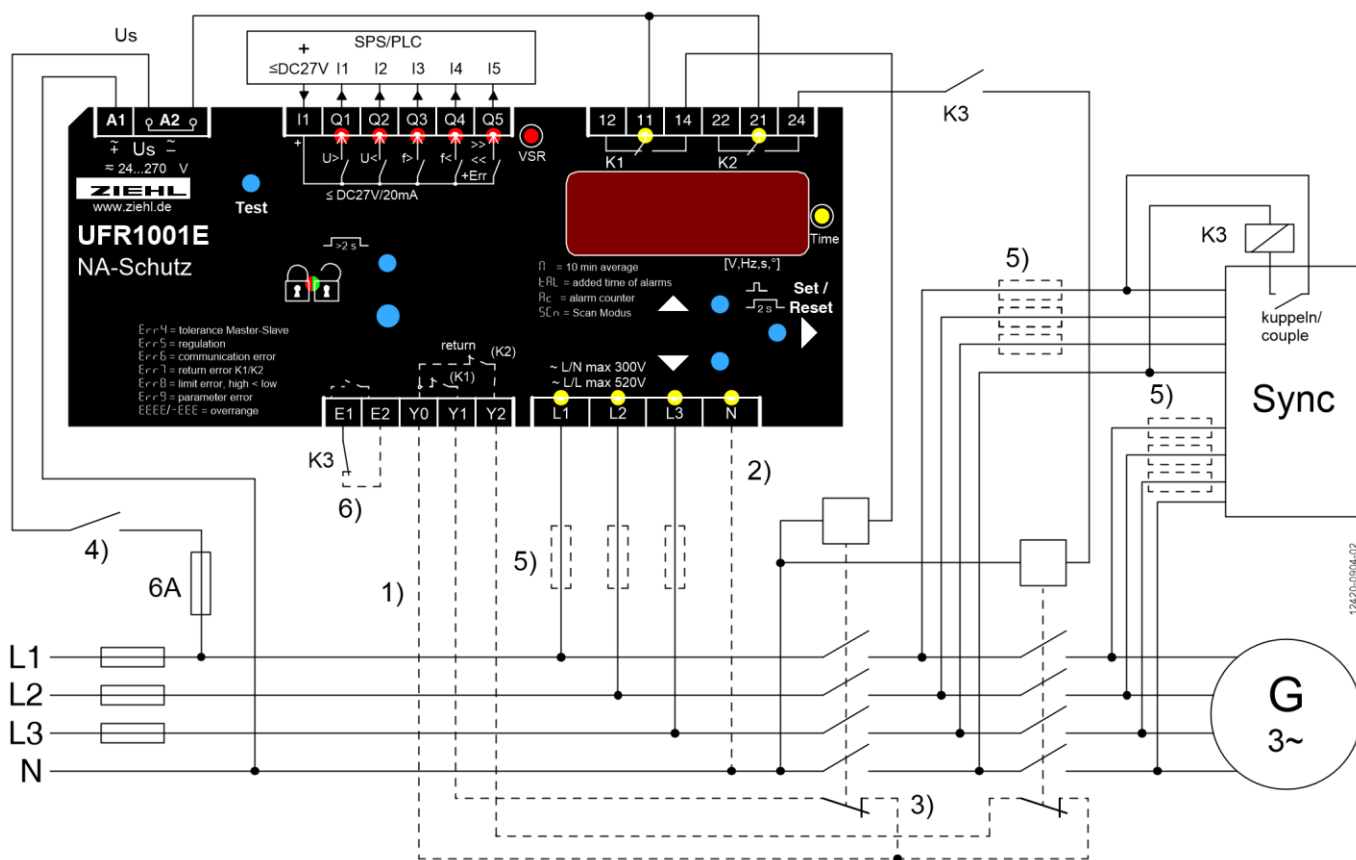 Us
SPS/PLC
+
≤DC27V I1 I2 I3 I4 I5
A1 A2
I1 Q1 Q2 Q3 Q4 Q5
12 11 14 22 21 24
K3
~ ~
+ Us –
≂ 24...270 V
+
U> U< f> f< >>
<<
+Err
VSR
K1 K2
ZIEHL
www.ziehl.de
Test
≤ DC27V/20mA
UFR1001E
NA-Schutz
>2 s
Time
[V,Hz,s,°]
= 10 min average
tAL = added time of alarms
Ac = alarm counter
SCn = Scan Modus
Set /
Reset
2 s
K3
5)
kuppeln/
couple
Sync
5)
Err4 = tolerance Master-Slave
Err5 = regulation
Err6 = communication error
Err7 = return error K1/K2
Err8 = limit error, high < low
Err9 = parameter error
EEEE/-EEE = overrange
return
(K2)
(K1)
~ L/N max 300V
~ L/L max 520V
E1 E2 Y0 Y1 Y2
L1 L2 L3 N
K3
6)
2)
4)
6A
1)
5)
12420-0904-02
L1
L2
L3
N
G
3~
3)